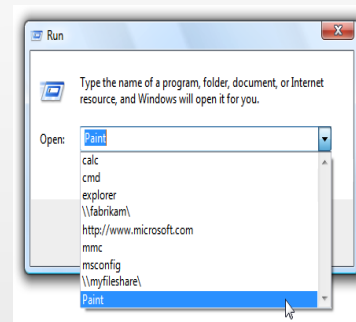 Run
Type the name of a program, folder, document, or Internet
resource, and Windows will open it for you.
Open: Paint
calc
cmd
explorer
\\fabrikam\
http://www.microsoft.com
mmc
msconfig
\\myfileshare\
Paint